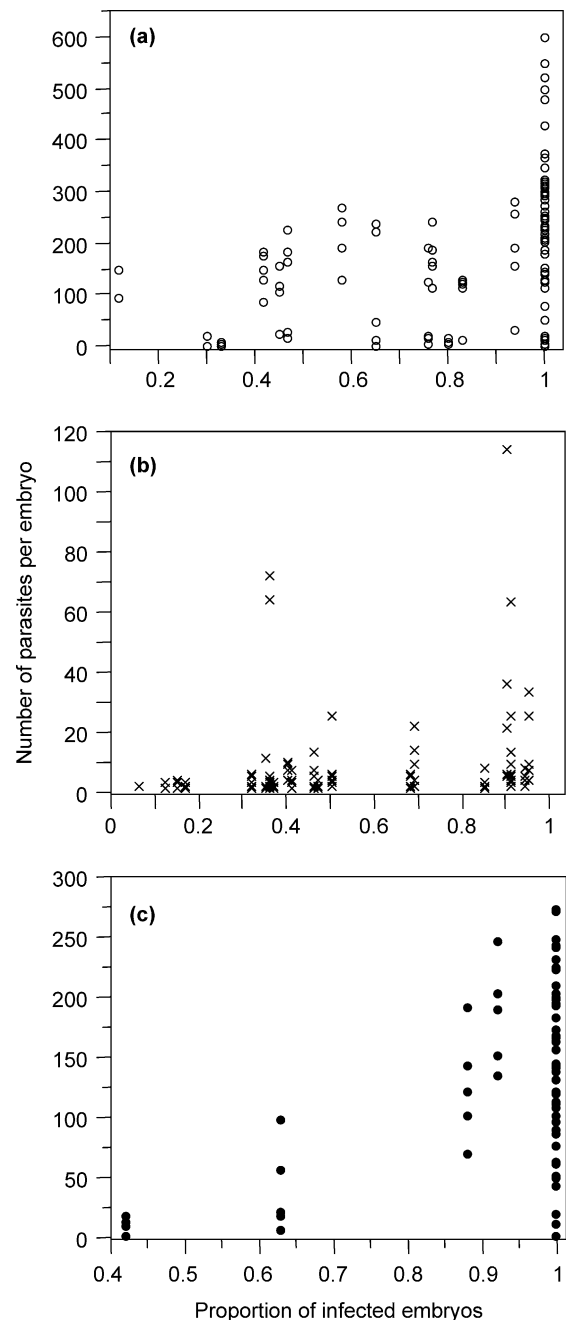 (a)
600
500
400
300
200
100
0
0.2 0.4 0.6 0.8 1
Number of parasites per embryo
(b)
120
100
80
60
40
20
0
0 0.2 0.4 0.6 0.8 1
(c)
300
250
200
150
100
50
0
0.4 0.5 0.6 0.7 0.8 0.9 1
Proportion of infected embryos